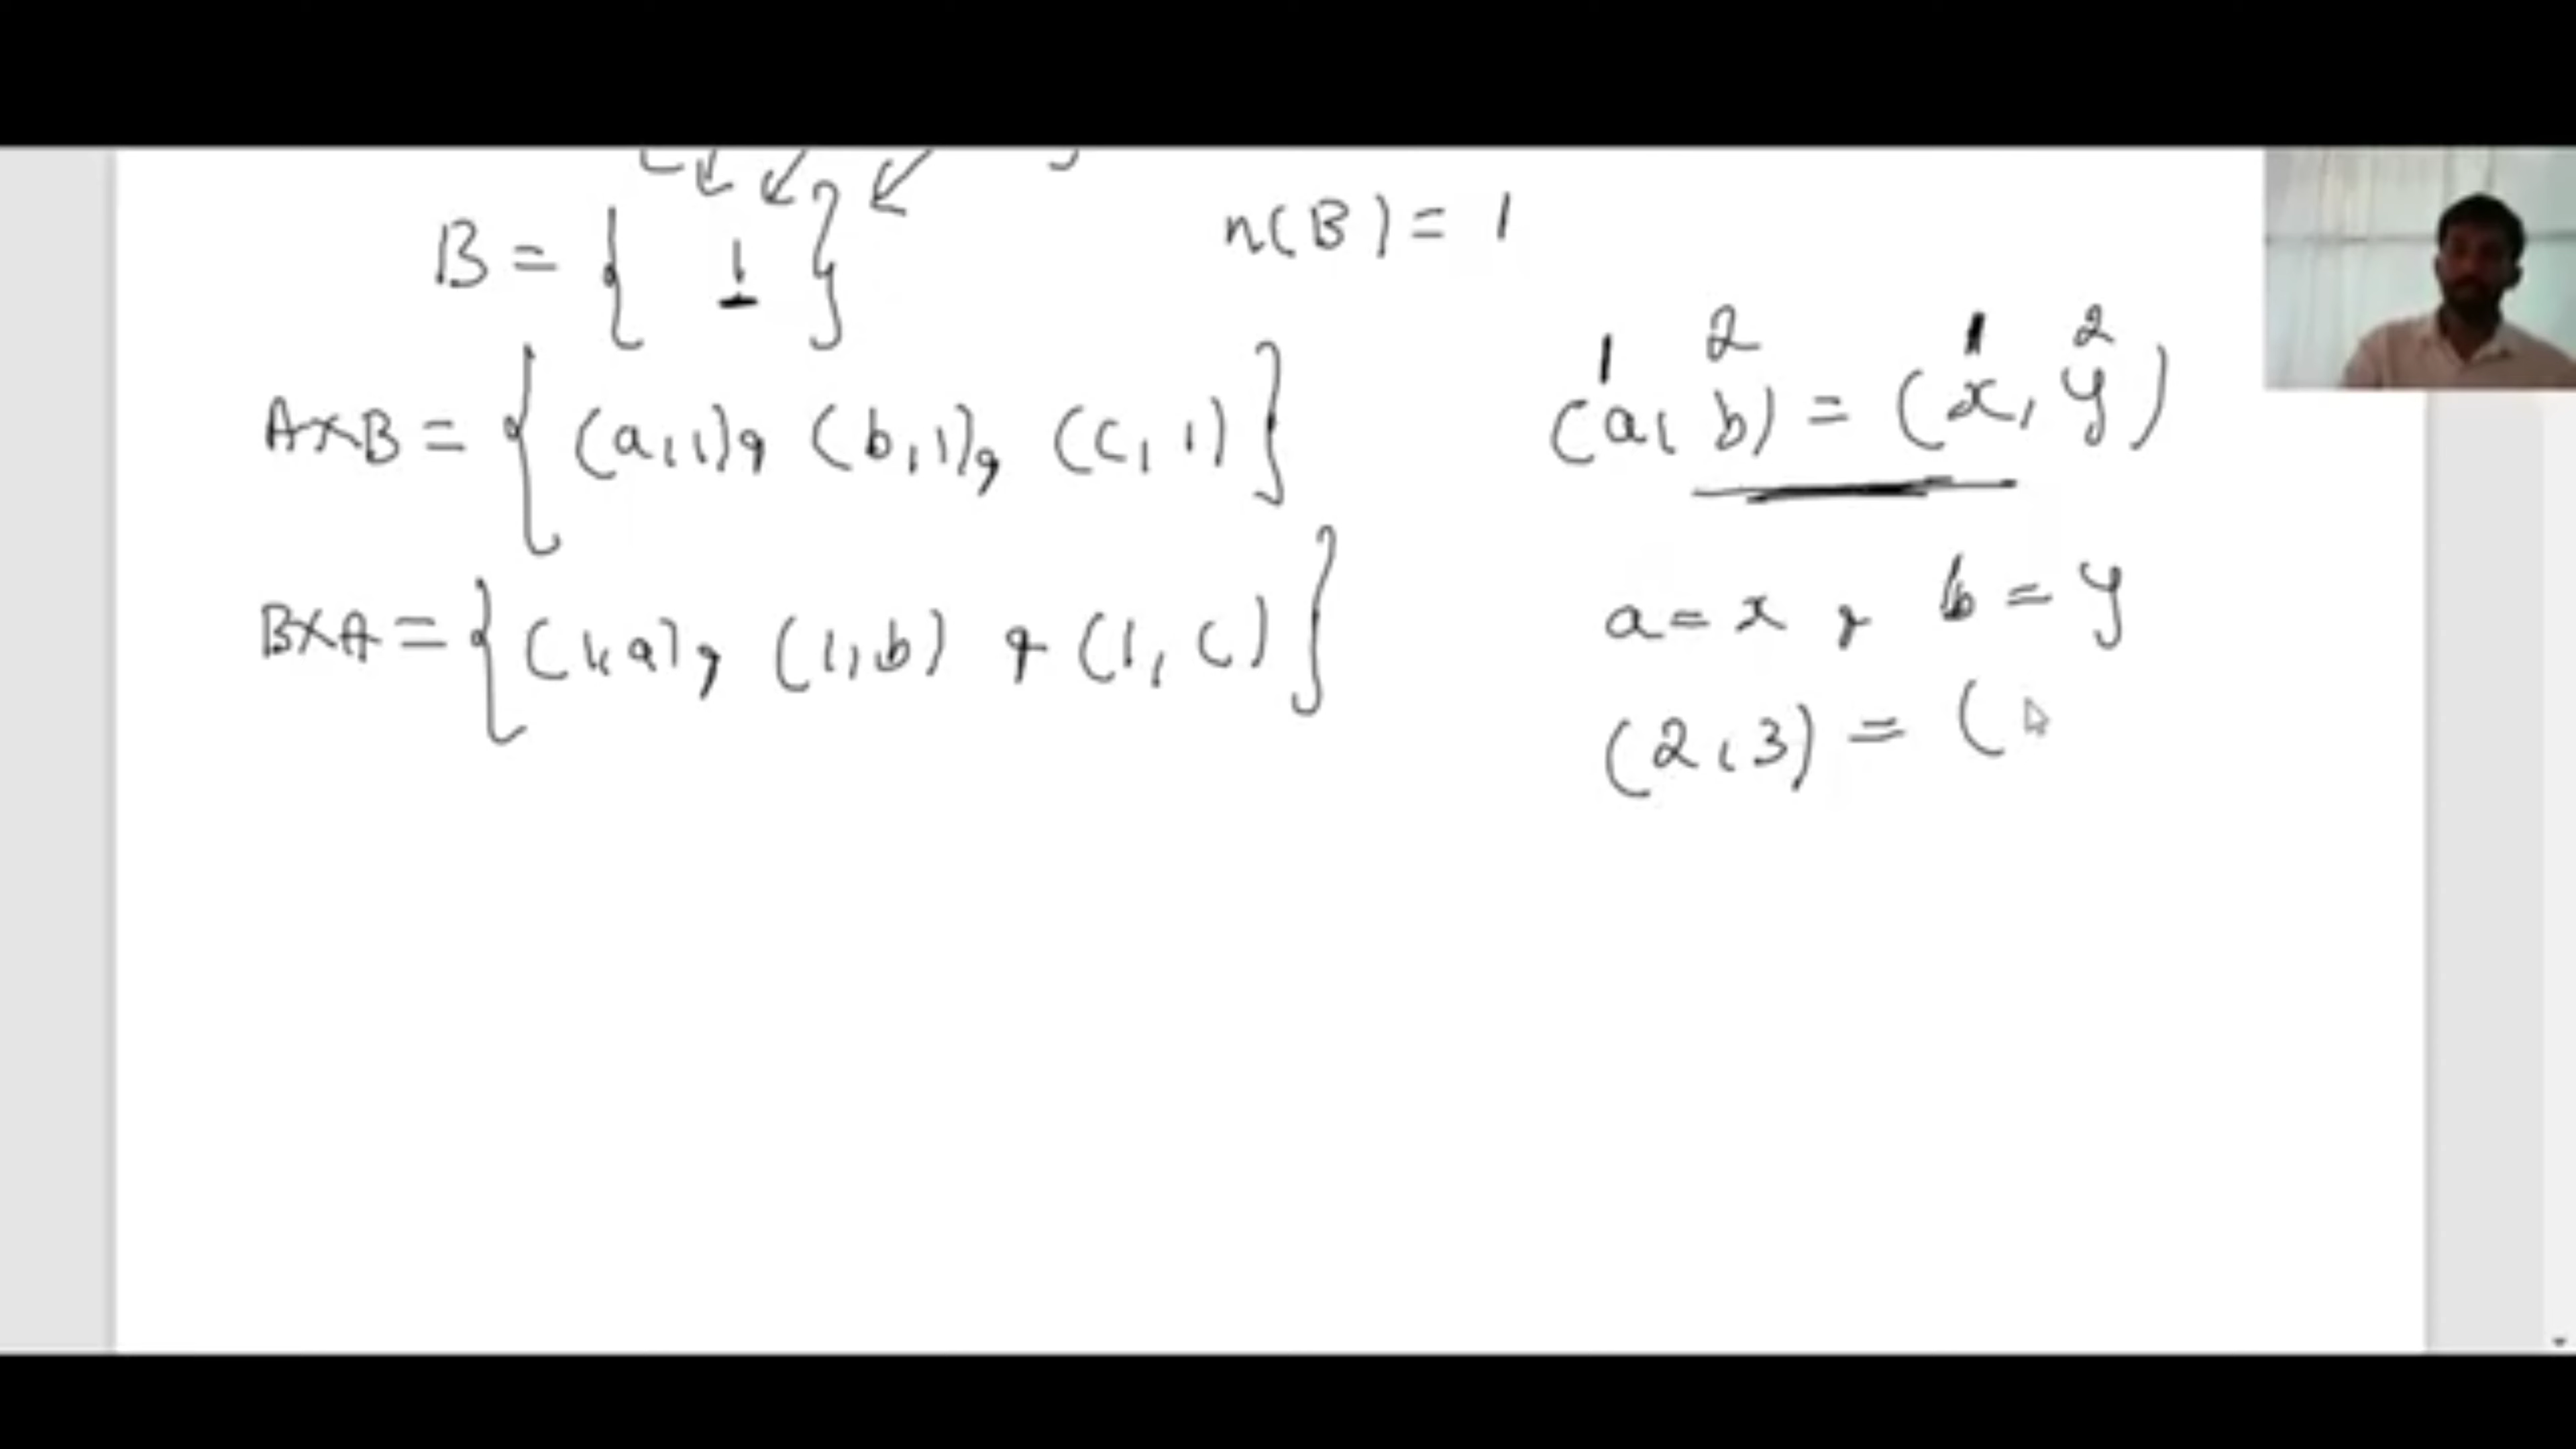 B = { 1 } n(B) = 1
A×B = { (a,1), (b,1), (c,1) }
B×A = { (1,a), (1,b), (1,c) }
1 2 1 2
(a, b) = (x, y)
a = x, b = y
(2,3) = (